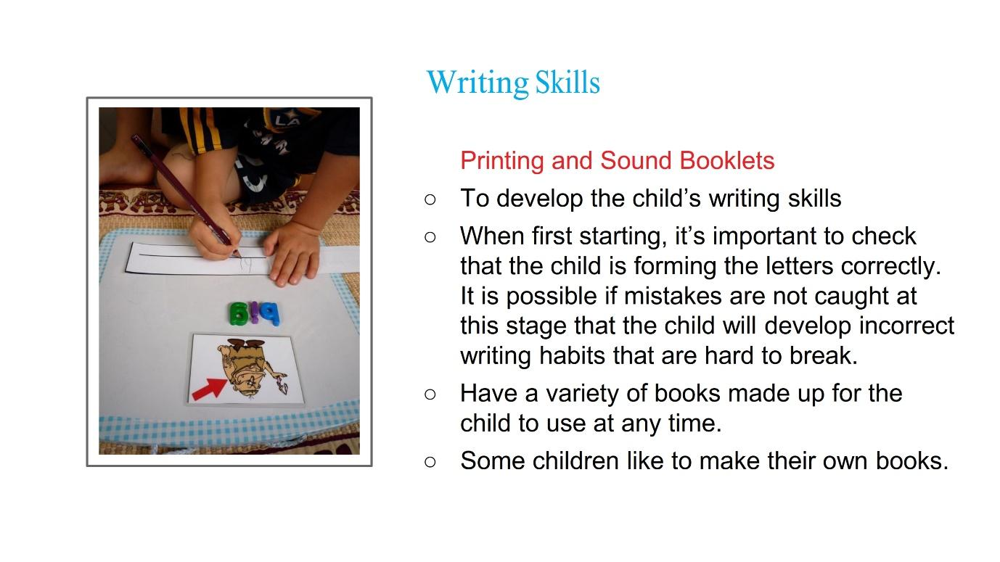 Writing Skills
LA
big
Printing and Sound Booklets
○ To develop the child’s writing skills
○ When first starting, it’s important to check
that the child is forming the letters correctly.
It is possible if mistakes are not caught at
this stage that the child will develop incorrect
writing habits that are hard to break.
○ Have a variety of books made up for the
child to use at any time.
○ Some children like to make their own books.